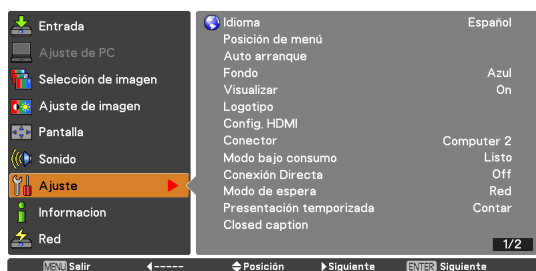 Entrada
Ajuste de PC
Selección de imagen
Ajuste de imagen
Pantalla
Sonido
Ajuste
Informacion
Red
Idioma Español
Posición de menú
Auto arranque
Fondo Azul
Visualizar On
Logotipo
Config. HDMI
Conector Computer 2
Modo bajo consumo Listo
Conexión Directa Off
Modo de espera Red
Presentación temporizada Contar
Closed caption
1/2
MENU Salir ◀----- ◆Posición ▶Siguiente ENTER Siguiente